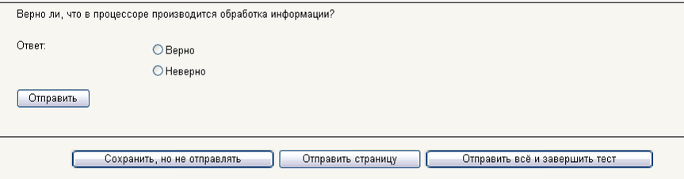 Верно ли, что в процессоре производится обработка информации?
Ответ:
Верно
Неверно
Отправить
Сохранить, но не отправлять Отправить страницу Отправить всё и завершить тест